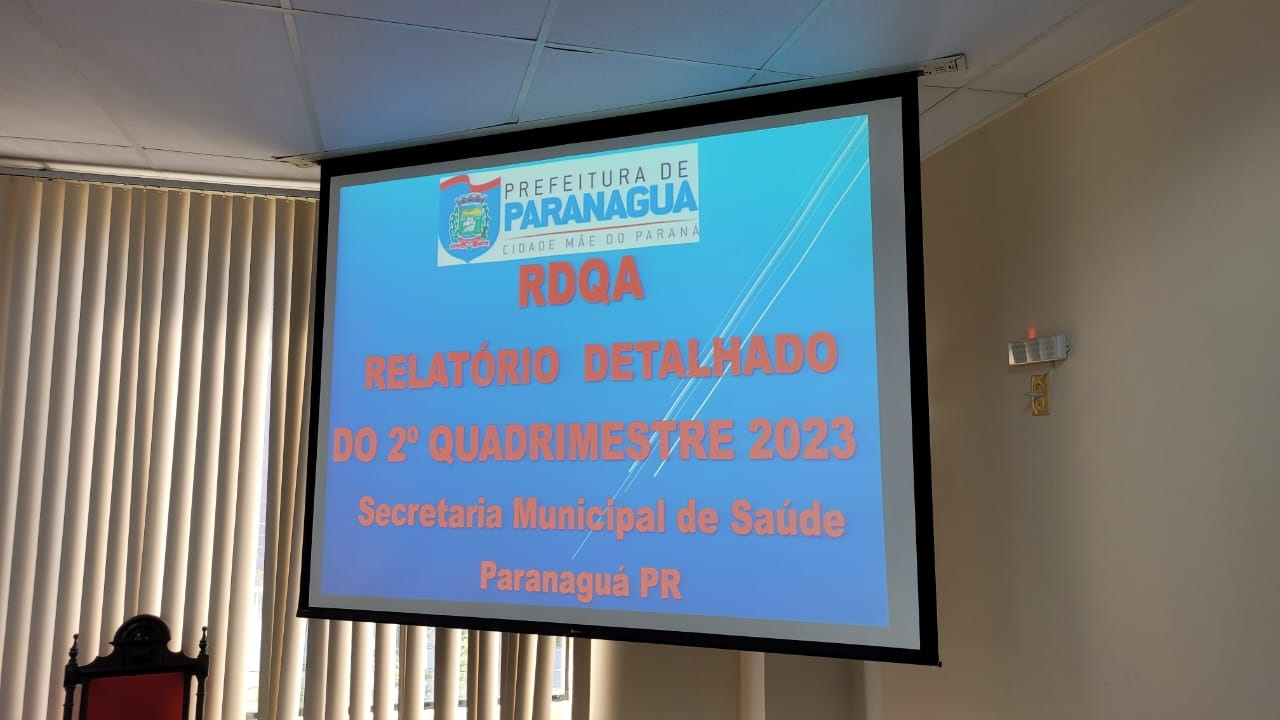 PREFEITURA DE
PARANAGUA
CIDADE MÃE DO PARANÁ
RDQA
RELATÓRIO DETALHADO
DO 2º QUADRIMESTRE 2023
Secretaria Municipal de Saúde
Paranaguá PR